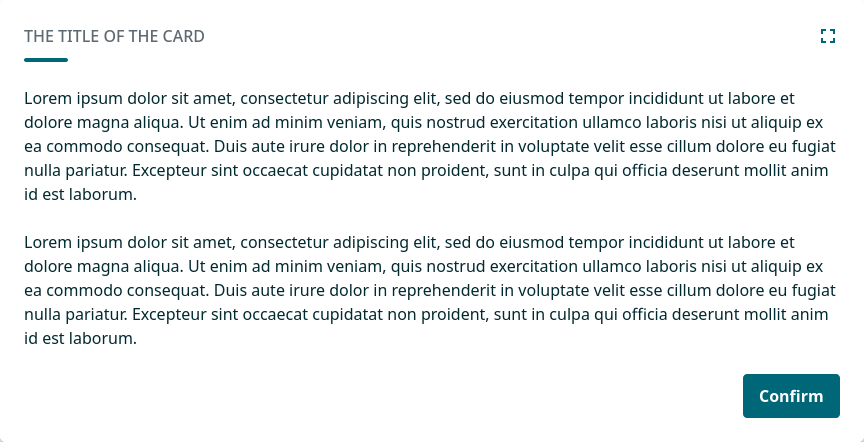 THE TITLE OF THE CARD
Lorem ipsum dolor sit amet, consectetur adipiscing elit, sed do eiusmod tempor incididunt ut labore et
dolore magna aliqua. Ut enim ad minim veniam, quis nostrud exercitation ullamco laboris nisi ut aliquip ex
ea commodo consequat. Duis aute irure dolor in reprehenderit in voluptate velit esse cillum dolore eu fugiat
nulla pariatur. Excepteur sint occaecat cupidatat non proident, sunt in culpa qui officia deserunt mollit anim
id est laborum.
Lorem ipsum dolor sit amet, consectetur adipiscing elit, sed do eiusmod tempor incididunt ut labore et
dolore magna aliqua. Ut enim ad minim veniam, quis nostrud exercitation ullamco laboris nisi ut aliquip ex
ea commodo consequat. Duis aute irure dolor in reprehenderit in voluptate velit esse cillum dolore eu fugiat
nulla pariatur. Excepteur sint occaecat cupidatat non proident, sunt in culpa qui officia deserunt mollit anim
id est laborum.
Confirm